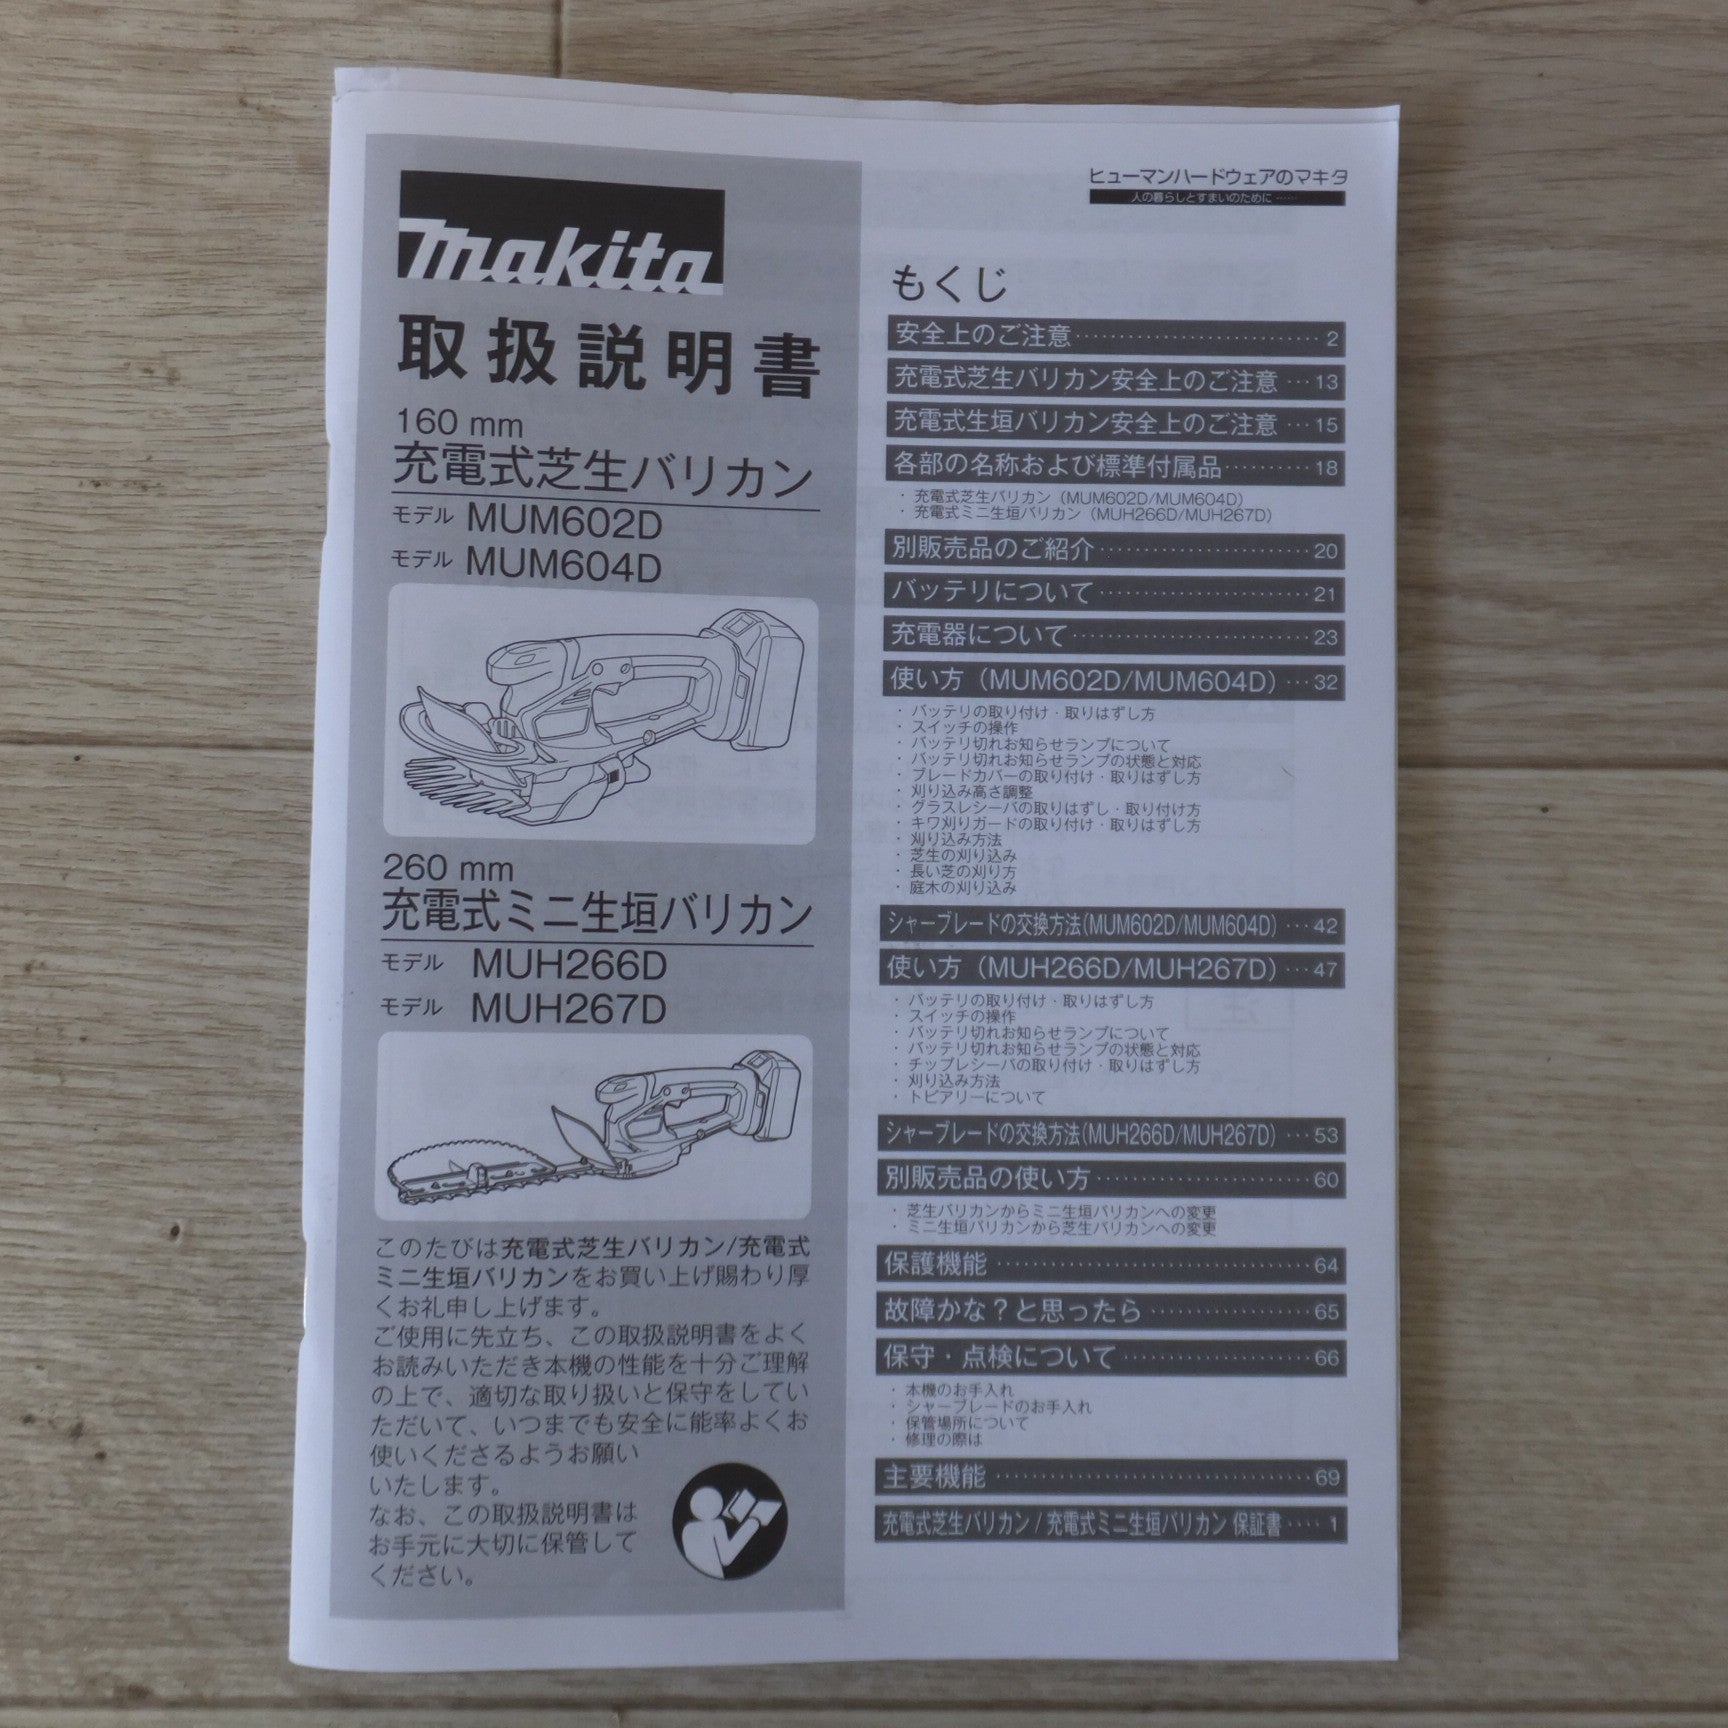 makita
取扱説明書
160 mm
充電式芝生バリカン
モデル MUM602D
モデル MUM604D
260 mm
充電式ミニ生垣バリカン
モデル MUH266D
モデル MUH267D
このたびは充電式芝生バリカン/充電式
ミニ生垣バリカンをお買い上げ賜わり厚
くお礼申し上げます。
ご使用に先立ち、この取扱説明書をよく
お読みいただき本機の性能を十分ご理解
の上で、適切な取り扱いと保守をしてい
ただいて、いつまでも安全に能率よくお
使いくださるようお願い
いたします。
なお、この取扱説明書は
お手元に大切に保管して
ください。
ヒューマンハードウェアのマキタ
人の暮らしとすまいのために ……
もくじ
安全上のご注意 ………… 2
充電式芝生バリカン安全上のご注意 … 13
充電式生垣バリカン安全上のご注意 … 15
各部の名称および標準付属品 ………… 18
・ 充電式芝生バリカン（MUM602D/MUM604D）
・ 充電式ミニ生垣バリカン（MUH266D/MUH267D）
別販売品のご紹介 ………… 20
バッテリについて ………… 21
充電器について ………… 23
使い方（MUM602D/MUM604D） … 32
・ バッテリの取り付け・取りはずし方
・ スイッチの操作
・ バッテリ切れお知らせランプについて
・ バッテリ切れお知らせランプの状態と対応
・ ブレードカバーの取り付け・取りはずし方
・ 刈り込み高さ調整
・ グラスレシーバの取りはずし・取り付け方
・ キワ刈りガードの取り付け・取りはずし方
・ 刈り込み方法
・ 芝生の刈り込み
・ 長い芝の刈り方
・ 庭木の刈り込み
シャーブレードの交換方法(MUM602D/MUM604D) … 42
使い方（MUH266D/MUH267D） … 47
・ バッテリの取り付け・取りはずし方
・ スイッチの操作
・ バッテリ切れお知らせランプについて
・ バッテリ切れお知らせランプの状態と対応
・ チップレシーバの取り付け・取りはずし方
・ 刈り込み方法
・ トピアリーについて
シャーブレードの交換方法(MUH266D/MUH267D) … 53
別販売品の使い方 ………… 60
・ 芝生バリカンからミニ生垣バリカンへの変更
・ ミニ生垣バリカンから芝生バリカンへの変更
保護機能 ………… 64
故障かな？と思ったら ………… 65
保守・点検について ………… 66
・ 本機のお手入れ
・ シャーブレードのお手入れ
・ 保管場所について
・ 修理の際は
主要機能 ………… 69
充電式芝生バリカン / 充電式ミニ生垣バリカン 保証書 …… 1